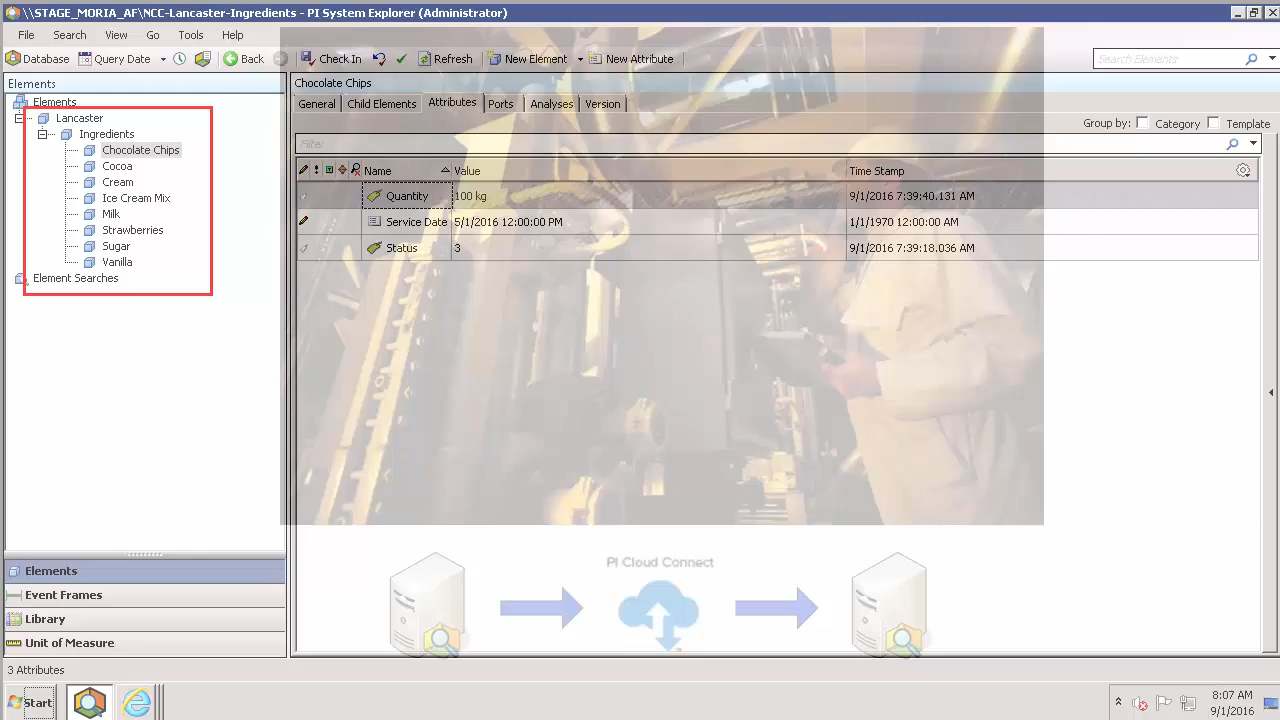 \\STAGE_MORIA_AF\NCC-Lancaster-Ingredients - PI System Explorer (Administrator)
File Search View Go Tools Help
Database Query Date Back Check In Refresh New Element New Attribute Search Elements
Elements
Elements
Lancaster
Ingredients
Chocolate Chips
Cocoa
Cream
Ice Cream Mix
Milk
Strawberries
Sugar
Vanilla
Element Searches
Chocolate Chips
General Child Elements Attributes Ports Analyses Version
Group by: Category Template
Filter
Name Value Time Stamp
Quantity 100 kg 9/1/2016 7:39:40.131 AM
Service Date 5/1/2016 12:00:00 PM 1/1/1970 12:00:00 AM
Status 3 9/1/2016 7:39:18.036 AM
PI Cloud Connect
Elements
Event Frames
Library
Unit of Measure
3 Attributes
Start
8:07 AM
9/1/2016